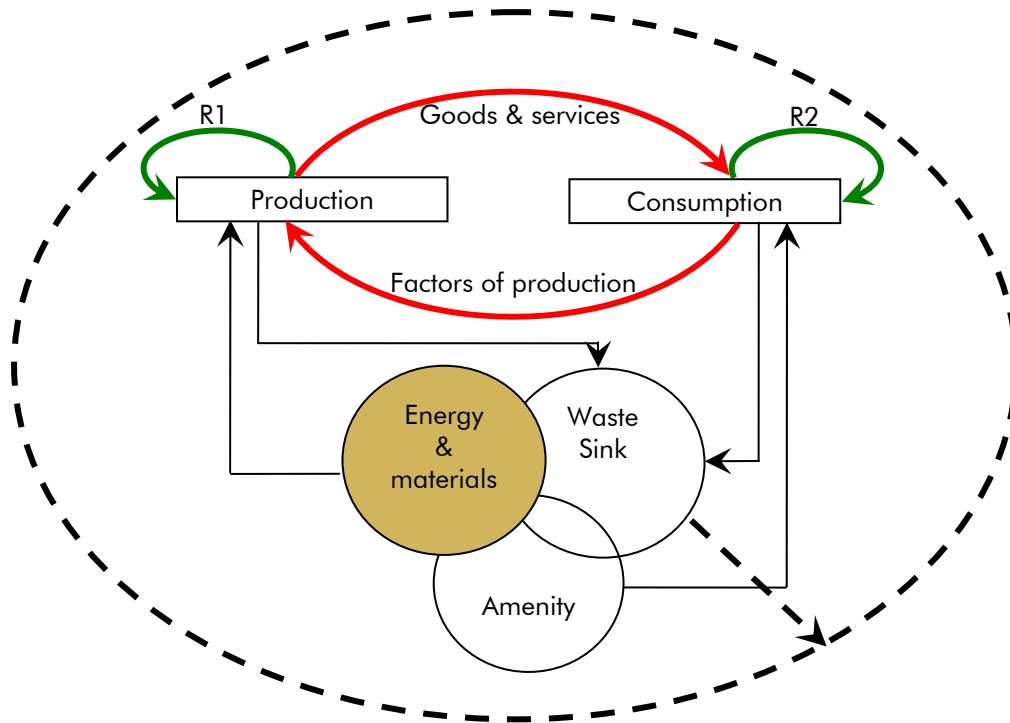 R1
Goods & services
R2
Production
Consumption
Factors of production
Energy
&
materials
Waste
Sink
Amenity